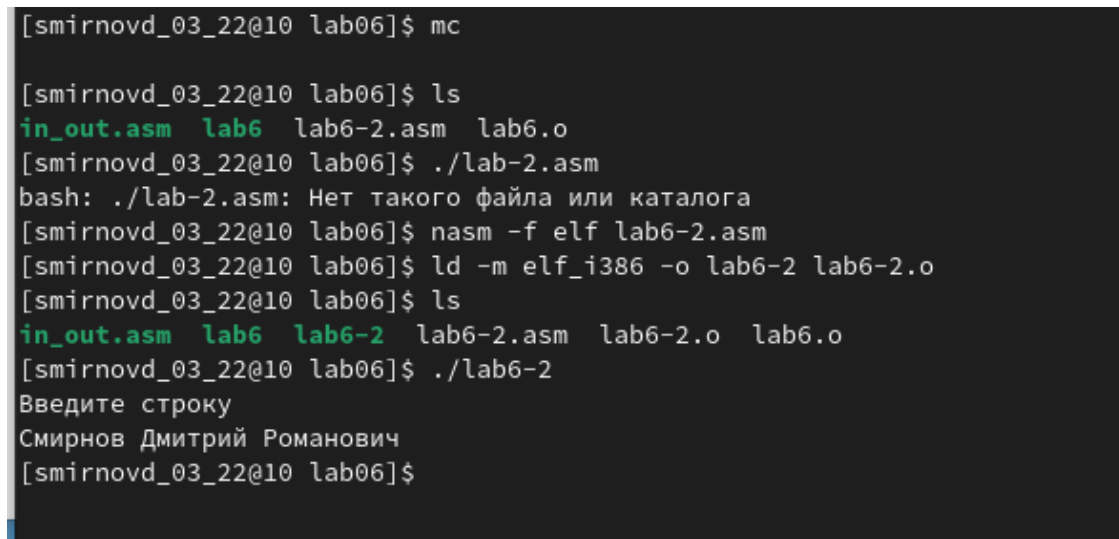 [smirnovd_03_22@10 lab06]$ mc
[smirnovd_03_22@10 lab06]$ ls
in_out.asm  lab6  lab6-2.asm  lab6.o
[smirnovd_03_22@10 lab06]$ ./lab-2.asm
bash: ./lab-2.asm: Нет такого файла или каталога
[smirnovd_03_22@10 lab06]$ nasm -f elf lab6-2.asm
[smirnovd_03_22@10 lab06]$ ld -m elf_i386 -o lab6-2 lab6-2.o
[smirnovd_03_22@10 lab06]$ ls
in_out.asm  lab6  lab6-2  lab6-2.asm  lab6-2.o  lab6.o
[smirnovd_03_22@10 lab06]$ ./lab6-2
Введите строку
Смирнов Дмитрий Романович
[smirnovd_03_22@10 lab06]$